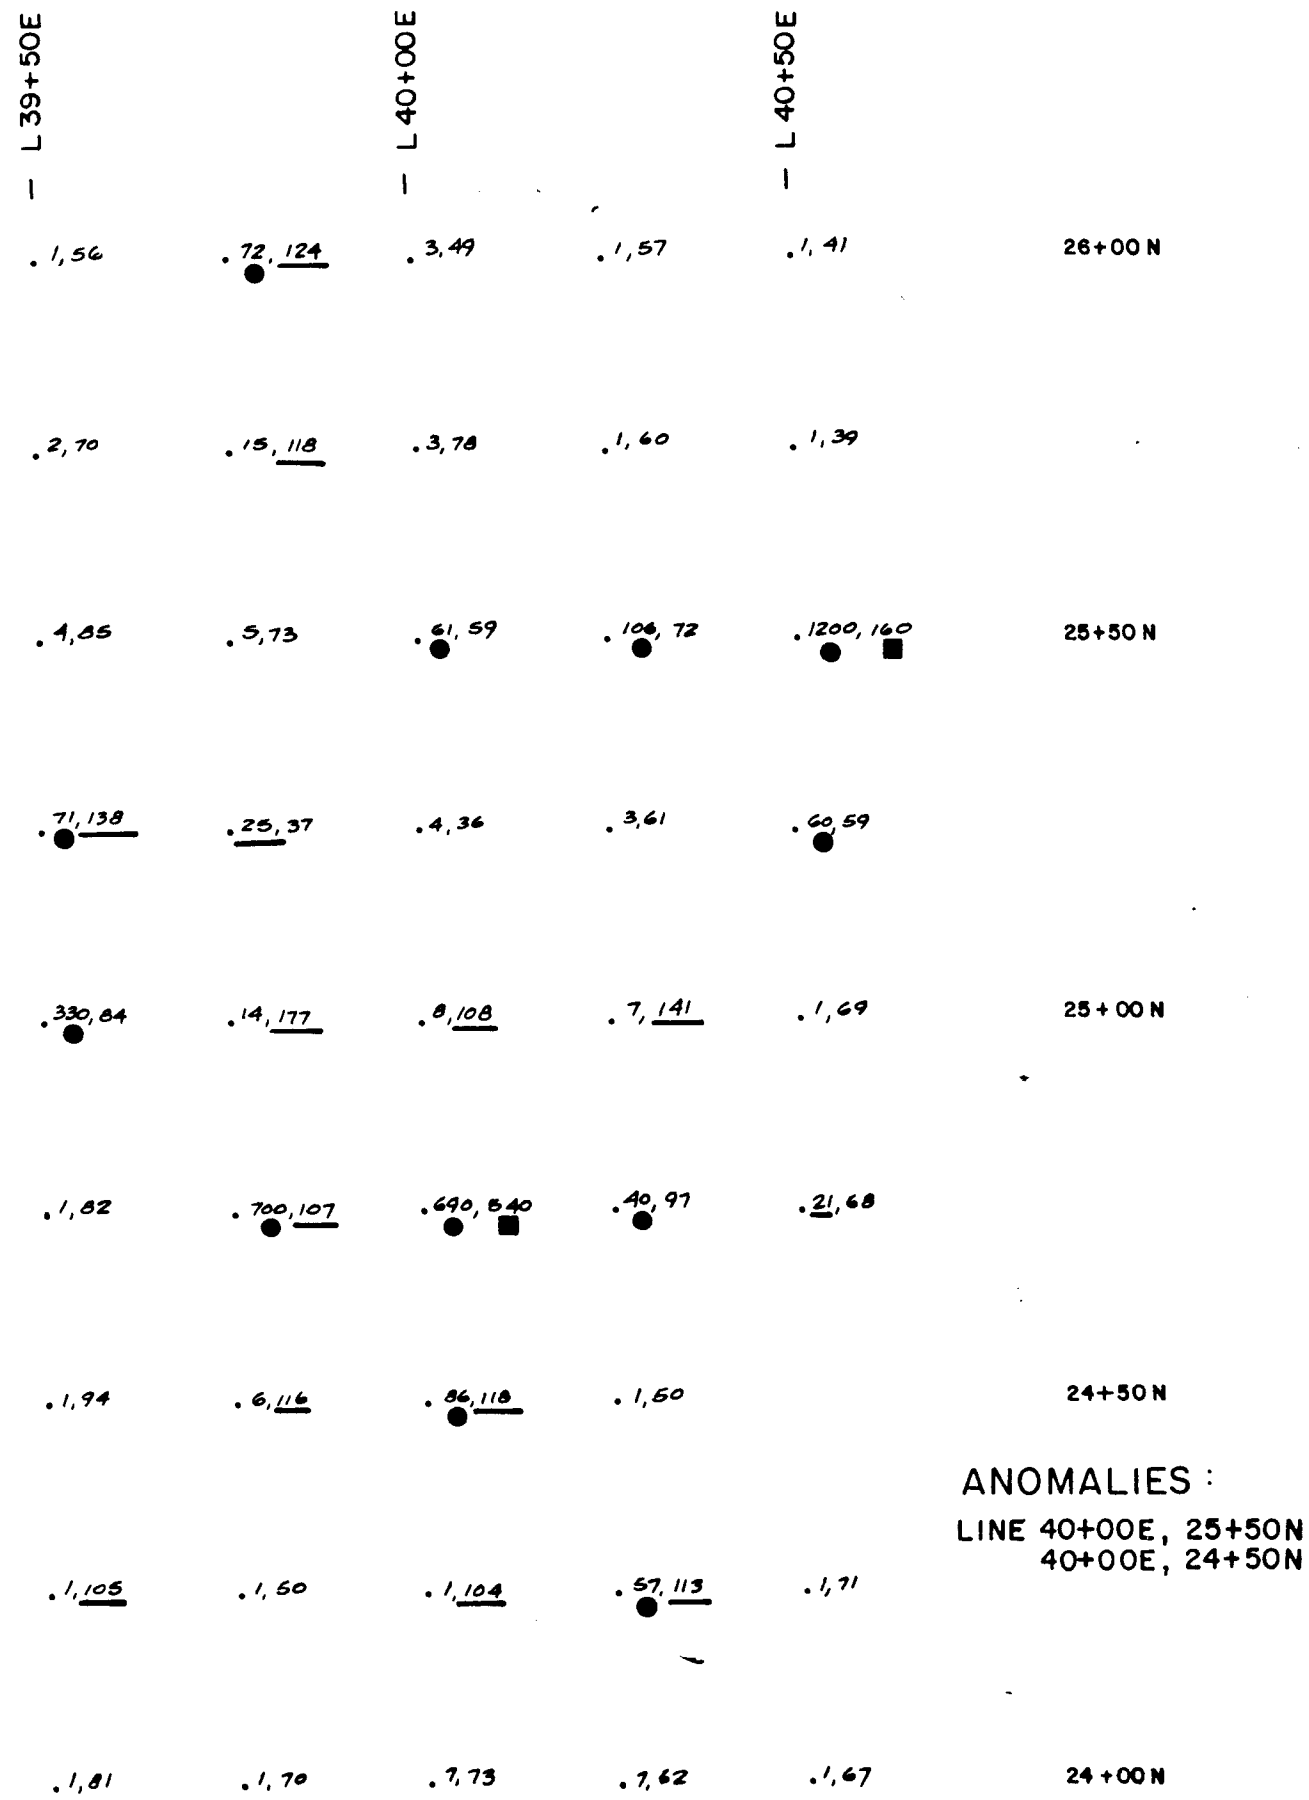 — L 39+50E
— L 40+00E
— L 40+50E
. 1, 56 . 72, 124 . 3, 49 . 1, 57 . 1, 41 26+00 N
. 2, 70 . 15, 118 . 3, 78 . 1, 60 . 1, 39
. 4, 85 . 5, 73 . 61, 59 . 106, 72 . 1200, 160 25+50 N
. 71, 138 . 25, 37 . 4, 36 . 3, 61 . 60, 59
. 330, 84 . 14, 177 . 8, 108 . 7, 141 . 1, 69 25+00 N
. 1, 82 . 700, 107 . 690, 540 . 40, 97 . 21, 68
. 1, 94 . 6, 116 . 86, 118 . 1, 50 24+50 N
ANOMALIES :
LINE 40+00E, 25+50N
40+00E, 24+50N
. 1, 105 . 1, 50 . 1, 104 . 57, 113 . 1, 71
. 1, 81 . 1, 70 . 7, 73 . 7, 62 . 1, 67 24+00 N